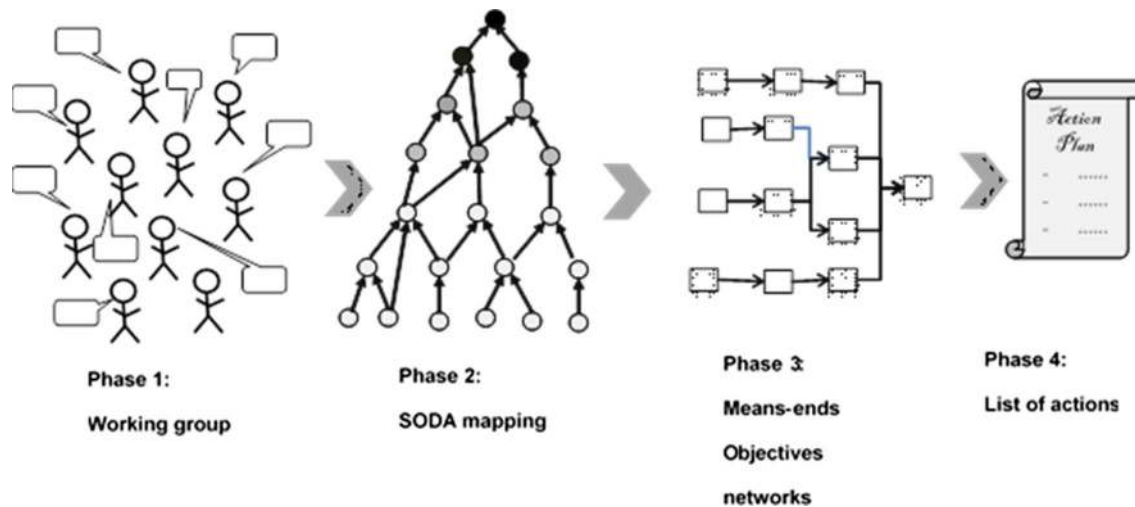 Action
Plan
- ......
- ......
- ......
Phase 1:
Working group
Phase 2:
SODA mapping
Phase 3:
Means-ends
Objectives
networks
Phase 4:
List of actions